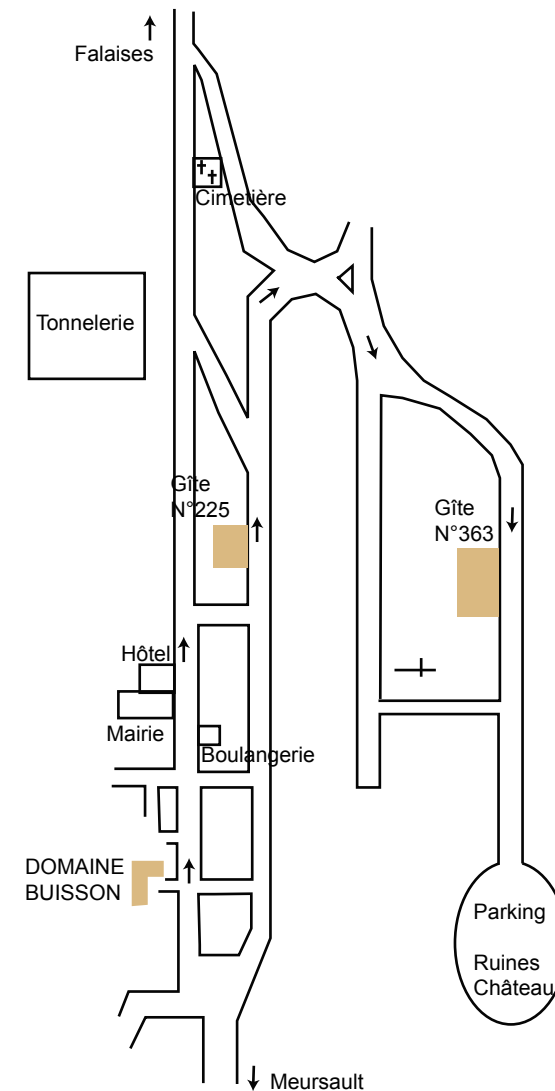 Falaises
Cimetière
Tonnelerie
Gîte
N°225
Gîte
N°363
Hôtel
Mairie
Boulangerie
DOMAINE
BUISSON
Parking
Ruines
Château
Meursault